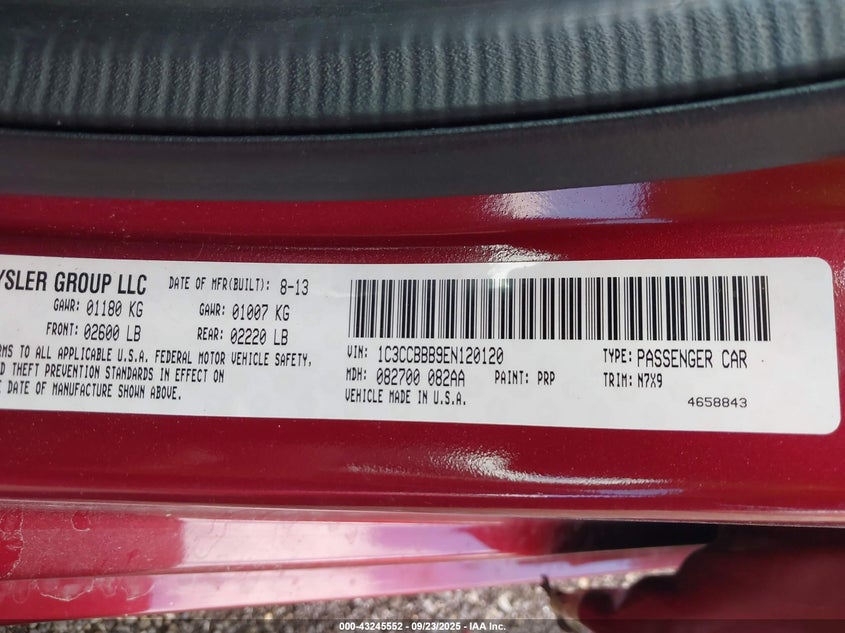 YSLER GROUP LLC DATE OF MFR(BUILT): 8-13
GAWR: 01180 KG GAWR: 01007 KG
FRONT: 02600 LB REAR: 02220 LB
TO ALL APPLICABLE U.S.A. FEDERAL MOTOR VEHICLE SAFETY,
THEFT PREVENTION STANDARDS IN EFFECT ON
DATE OF MANUFACTURE SHOWN ABOVE.
VIN: 1C3CCBBB9EN120120 TYPE: PASSENGER CAR
MDH: 082700 082AA PAINT: PRP TRIM: N7X9
VEHICLE MADE IN U.S.A. 4658843
000-43245552 - 09/23/2025 - IAA Inc.